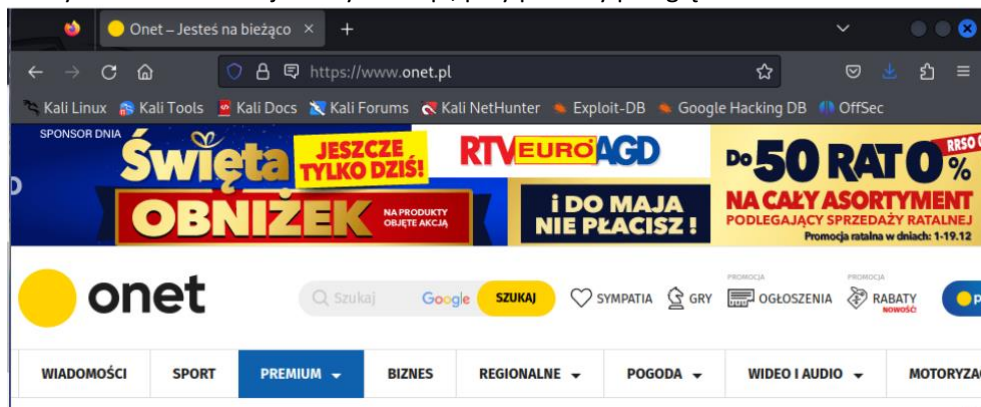 Onet – Jesteś na bieżąco
https://www.onet.pl
Kali Linux Kali Tools Kali Docs Kali Forums Kali NetHunter Exploit-DB Google Hacking DB OffSec
SPONSOR DNIA
Święta
OBNIŻEK
JESZCZE
TYLKO DZIŚ!
NA PRODUKTY
OBJĘTE AKCJĄ
RTV EURO AGD
i DO MAJA
NIE PŁACISZ !
Do 50 RAT 0%
RRSO
NA CAŁY ASORTYMENT
PODLEGAJĄCY SPRZEDAŻY RATALNEJ
Promocja ratalna w dniach: 1-19.12
onet
Szukaj Google SZUKAJ SYMPATIA GRY
PROMOCJA
OGŁOSZENIA
PROMOCJA
RABATY
NOWOŚĆ!
WIADOMOŚCI SPORT PREMIUM BIZNES REGIONALNE POGODA WIDEO I AUDIO MOTORYZA